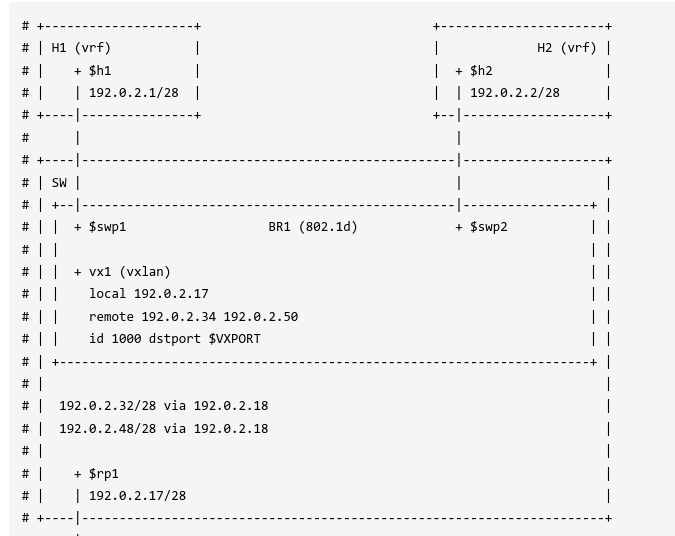 # +--------------------+                               +----------------------+
# | H1 (vrf)           |                               |             H2 (vrf) |
# |    + $h1           |                               |  + $h2               |
# |    | 192.0.2.1/28  |                               |  | 192.0.2.2/28      |
# +----|---------------+                               +--|-------------------+
#      |                                                  |
# +----|--------------------------------------------------|-------------------+
# | SW |                                                  |                   |
# | +--|--------------------------------------------------|-----------------+ |
# | |  + $swp1                   BR1 (802.1d)             + $swp2           | |
# | |                                                                       | |
# | |  + vx1 (vxlan)                                                        | |
# | |    local 192.0.2.17                                                   | |
# | |    remote 192.0.2.34 192.0.2.50                                       | |
# | |    id 1000 dstport $VXPORT                                            | |
# | +-----------------------------------------------------------------------+ |
# |                                                                           |
# |  192.0.2.32/28 via 192.0.2.18                                             |
# |  192.0.2.48/28 via 192.0.2.18                                             |
# |                                                                           |
# |    + $rp1                                                                 |
# |    | 192.0.2.17/28                                                        |
# +----|----------------------------------------------------------------------+